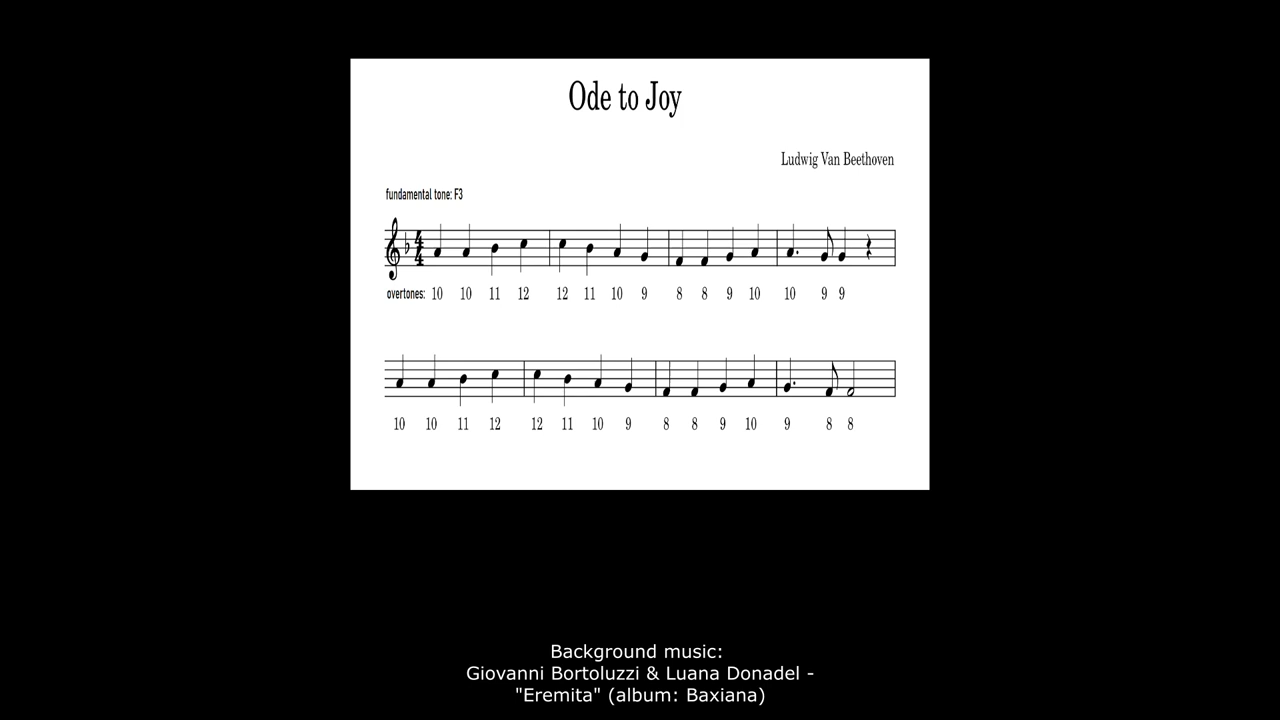 Ode to Joy
Ludwig Van Beethoven
fundamental tone: F3
4
4
overtones: 10 10 11 12 12 11 10 9 8 8 9 10 10 9 9
10 10 11 12 12 11 10 9 8 8 9 10 9 8 8
Background music:
Giovanni Bortoluzzi & Luana Donadel -
"Eremita" (album: Baxiana)